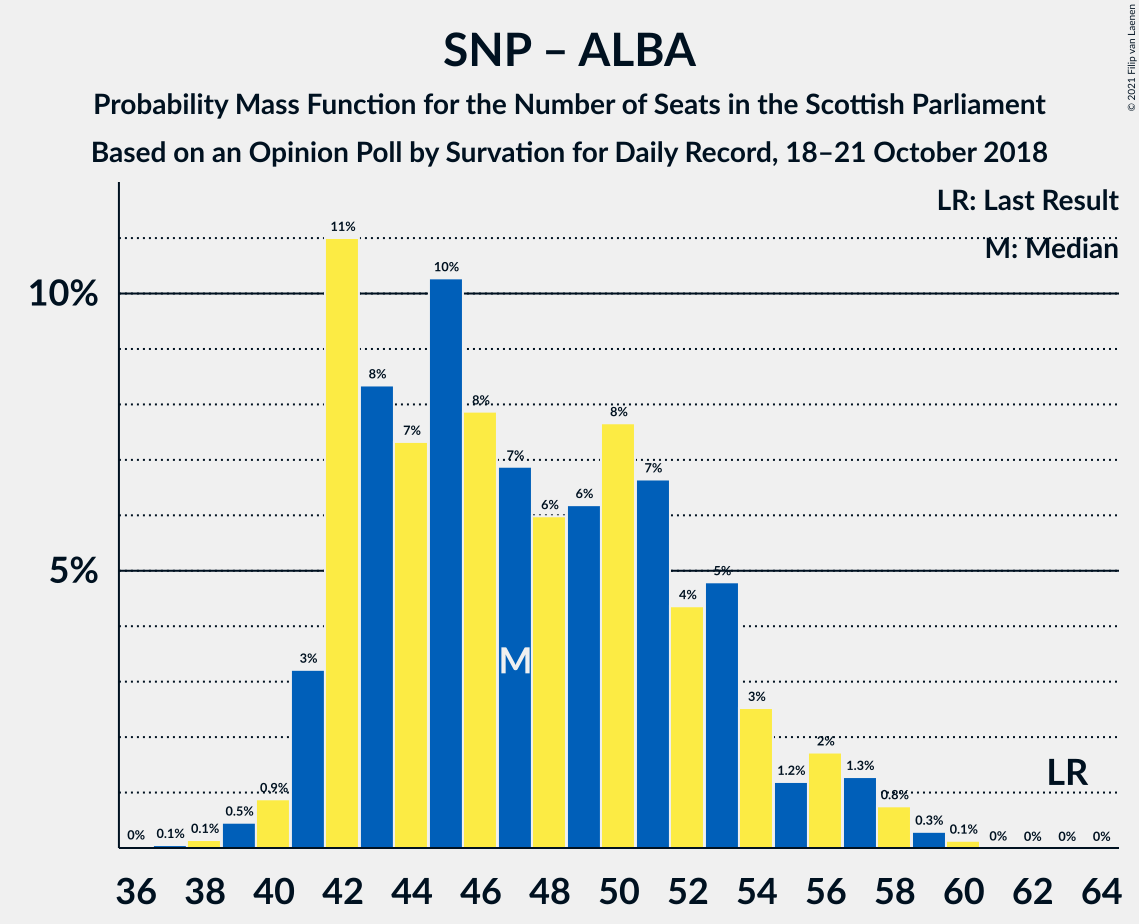 SNP – ALBA
Probability Mass Function for the Number of Seats in the Scottish Parliament
Based on an Opinion Poll by Survation for Daily Record, 18–21 October 2018
© 2021 Filip van Laenen
LR: Last Result
M: Median
10%
5%
0% 0.1% 0.1% 0.5% 0.9% 3% 11% 8% 7% 10% 8% 7% 6% 6% 8% 7% 4% 5% 3% 1.2% 2% 1.3% 0.8% 0.3% 0.1% 0% 0% 0% 0%
M
LR
36 38 40 42 44 46 48 50 52 54 56 58 60 62 64